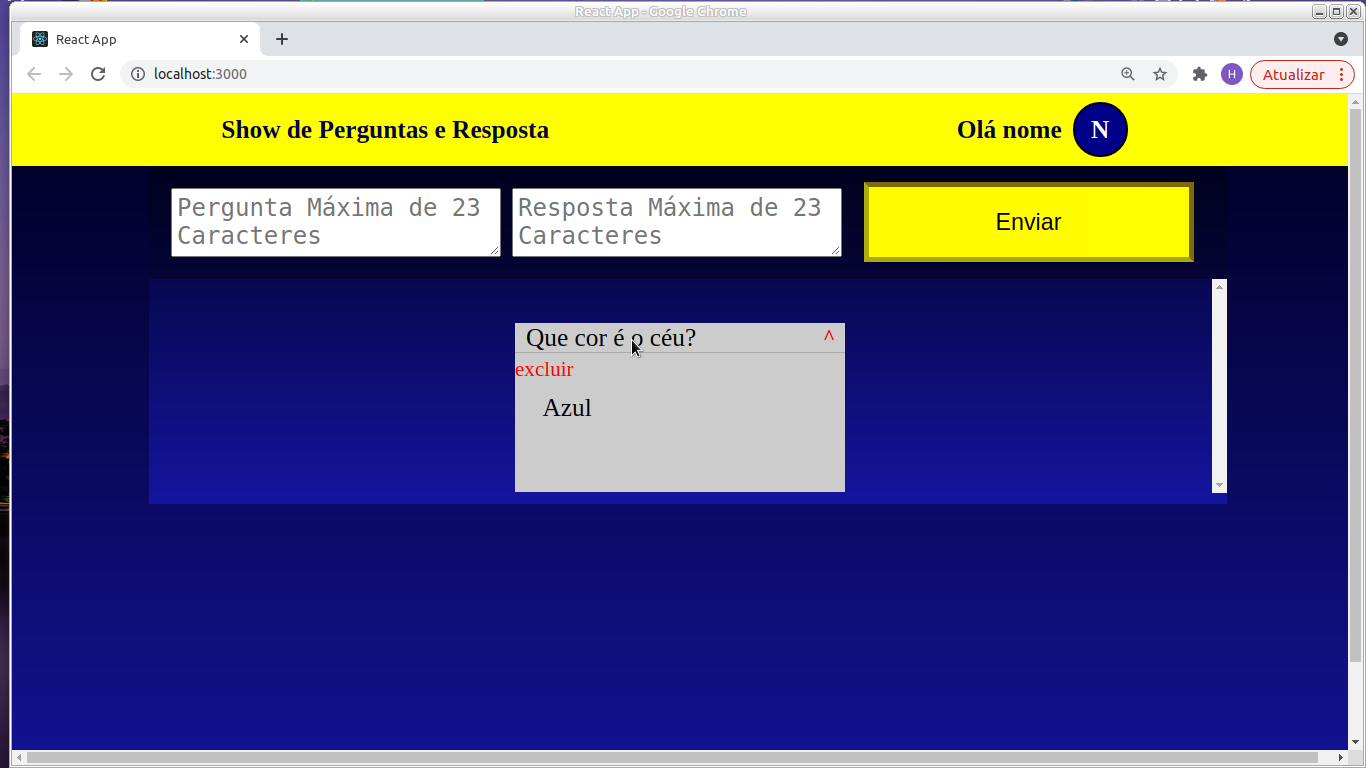 React App - Google Chrome
React App
localhost:3000
H
Atualizar
Show de Perguntas e Resposta
Olá nome
N
Pergunta Máxima de 23
Caracteres
Resposta Máxima de 23
Caracteres
Enviar
Que cor é o céu?
^
excluir
Azul